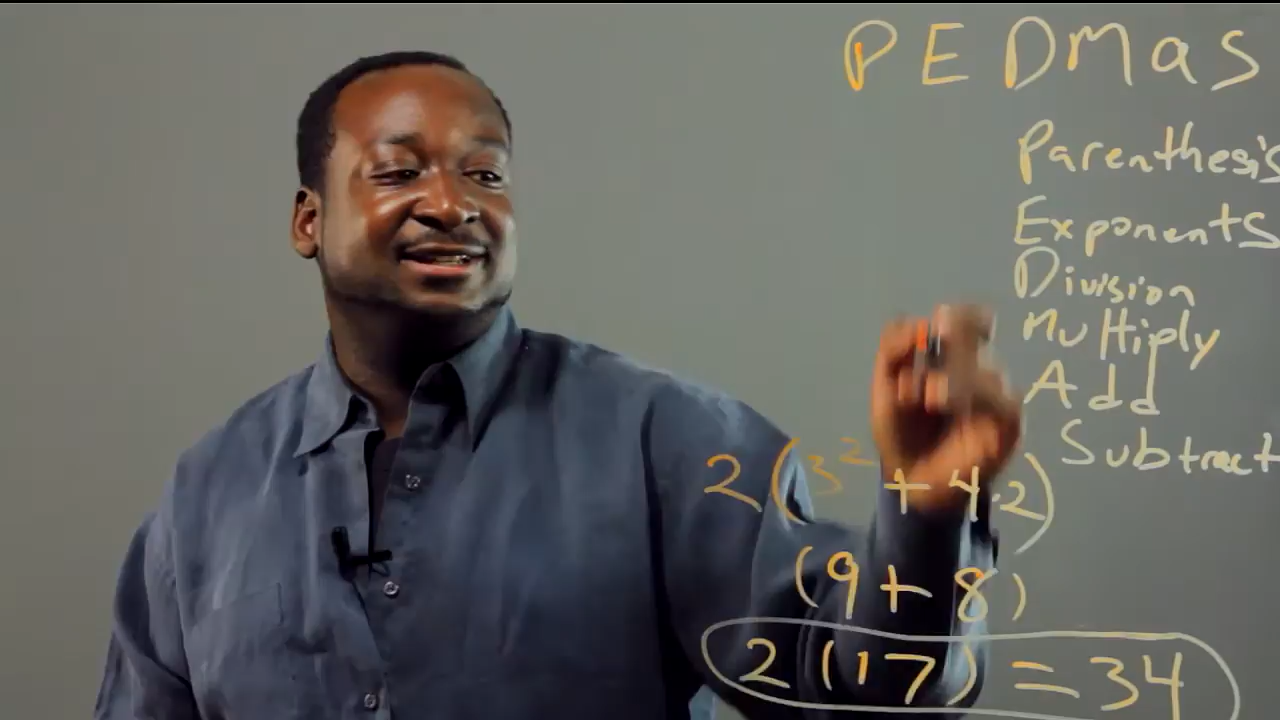 PEDMaS
Parenthesis
Exponents
Division
Multiply
Add
Subtract
2(3² + 4·2)
(9+8)
2(17) = 34